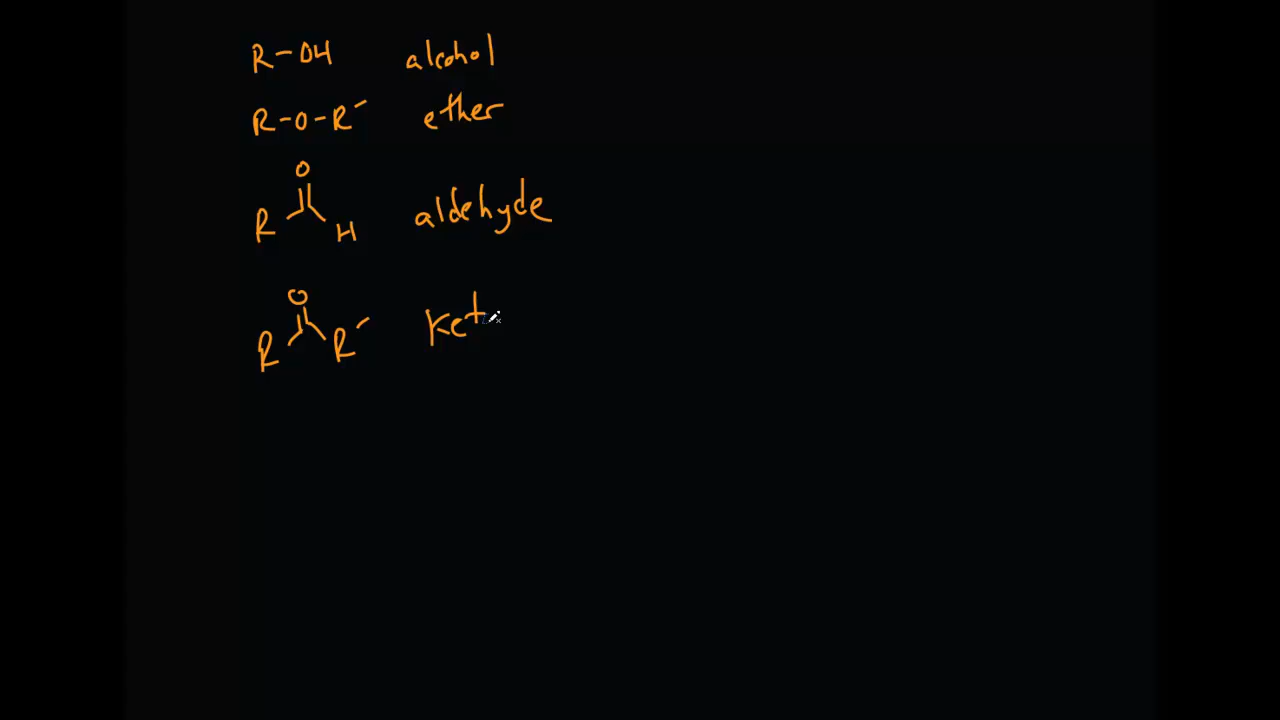 R-OH alcohol
R-O-R´ ether
O
R H aldehyde
O
R R´ Ket